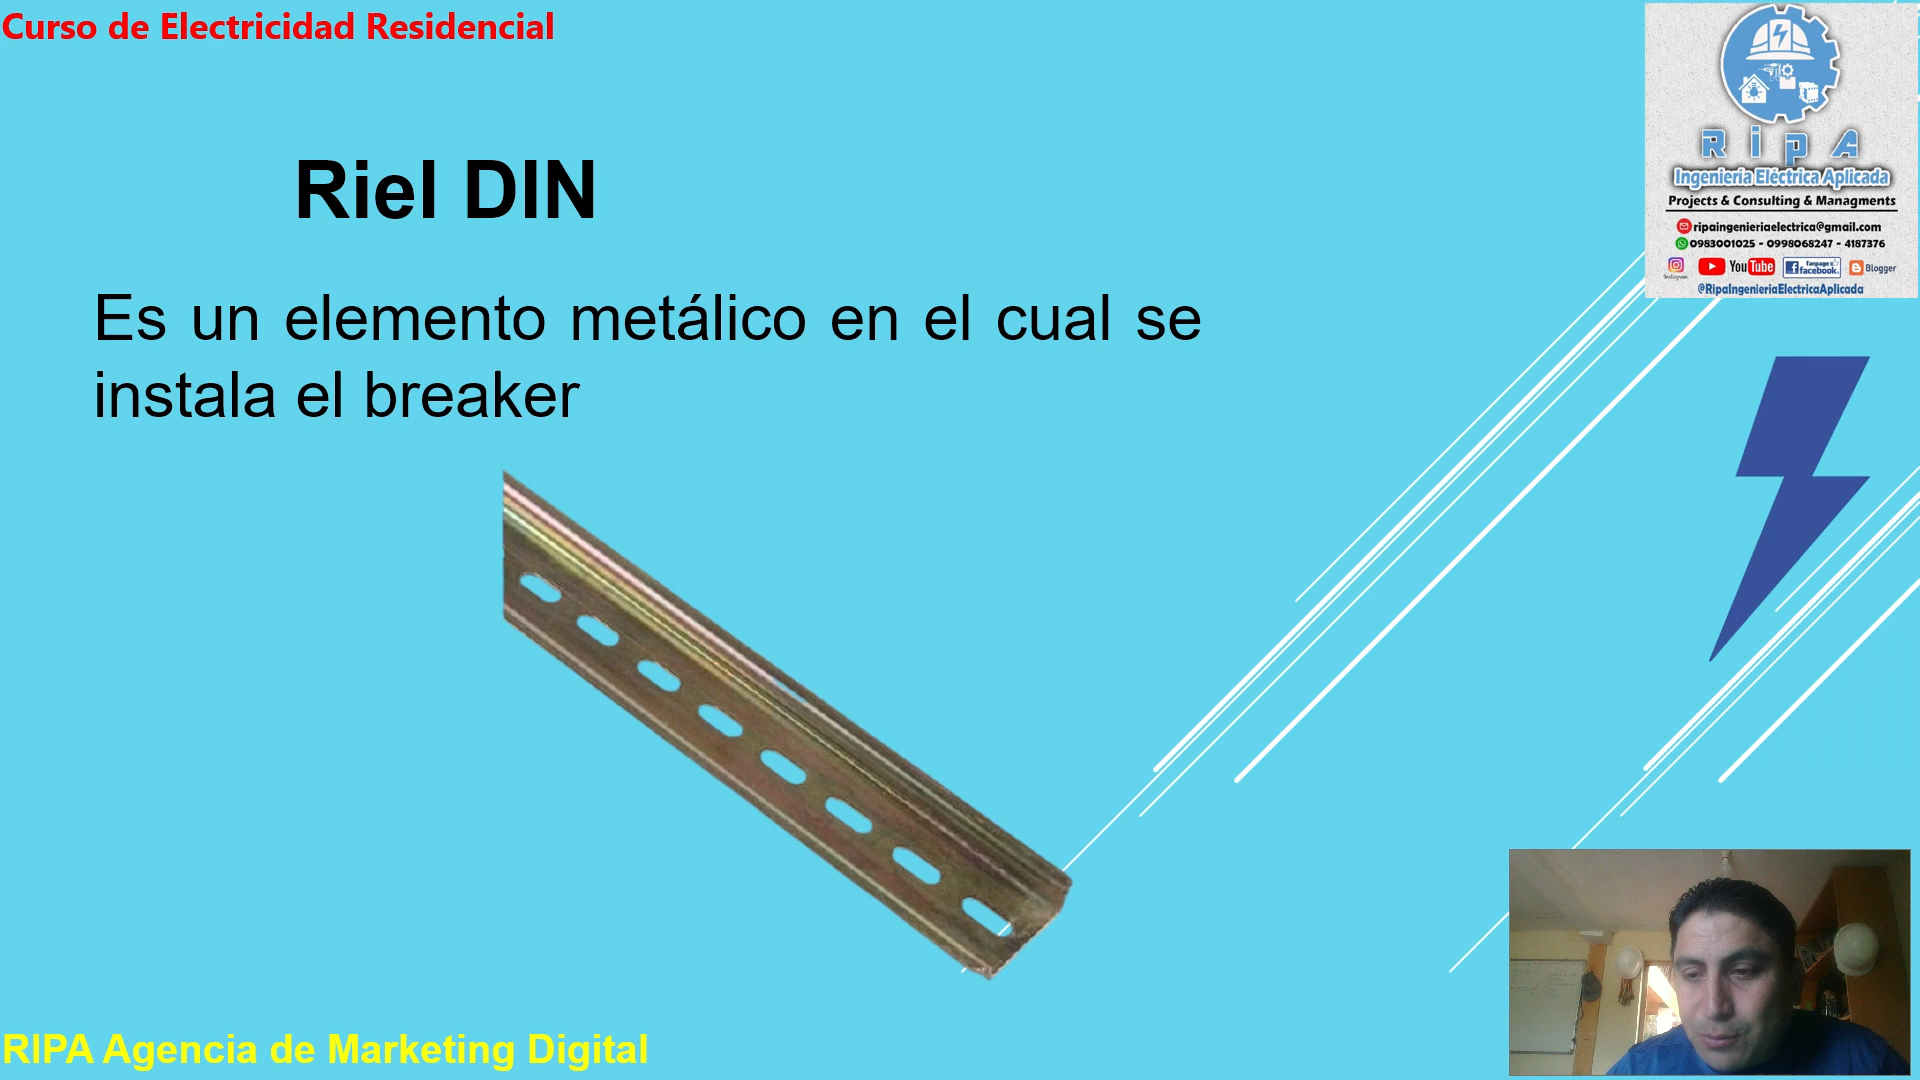 Curso de Electricidad Residencial
Riel DIN
Es un elemento metálico en el cual se
instala el breaker
RIPA Agencia de Marketing Digital
RipA
Ingeniería Eléctrica Aplicada
Projects & Consulting & Managments
ripaingenieriaelectrica@gmail.com
0983001025 - 0998068247 - 4187376
Instagram
YouTube
fanpage
facebook.
Blogger
@RipaIngenieriaElectricaAplicada